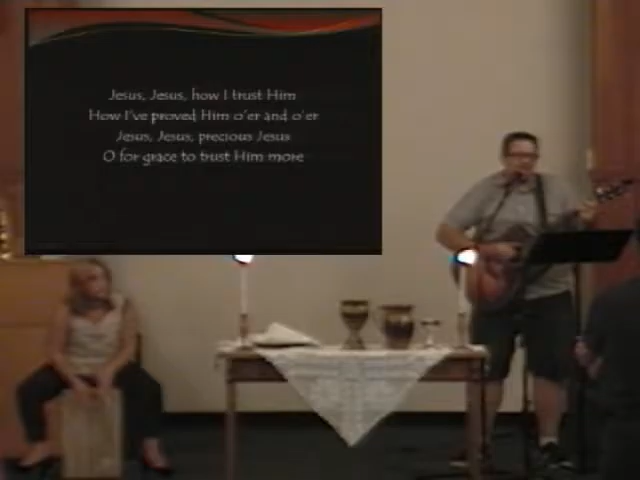 Jesus, Jesus, how I trust Him
How I've proved Him o'er and o'er
Jesus, Jesus, precious Jesus
O for grace to trust Him more